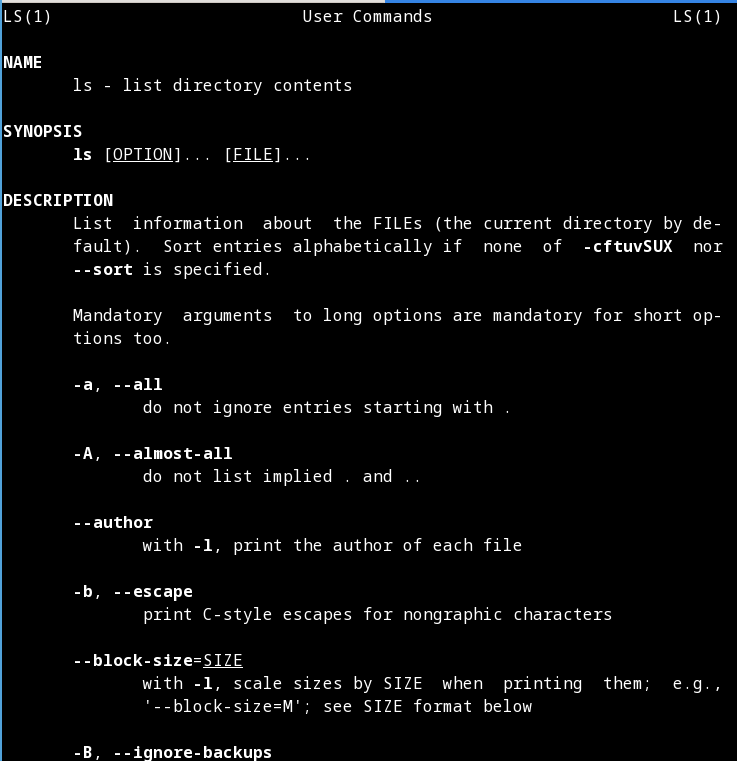 LS(1)                         User Commands                        LS(1)

NAME
       ls - list directory contents

SYNOPSIS
       ls [OPTION]... [FILE]...

DESCRIPTION
       List  information  about  the FILEs (the current directory by de-
       fault).  Sort entries alphabetically if  none  of  -cftuvSUX  nor
       --sort is specified.

       Mandatory  arguments  to long options are mandatory for short op-
       tions too.

       -a, --all
              do not ignore entries starting with .

       -A, --almost-all
              do not list implied . and ..

       --author
              with -l, print the author of each file

       -b, --escape
              print C-style escapes for nongraphic characters

       --block-size=SIZE
              with -l, scale sizes by SIZE  when  printing  them;  e.g.,
              '--block-size=M'; see SIZE format below

       -B, --ignore-backups